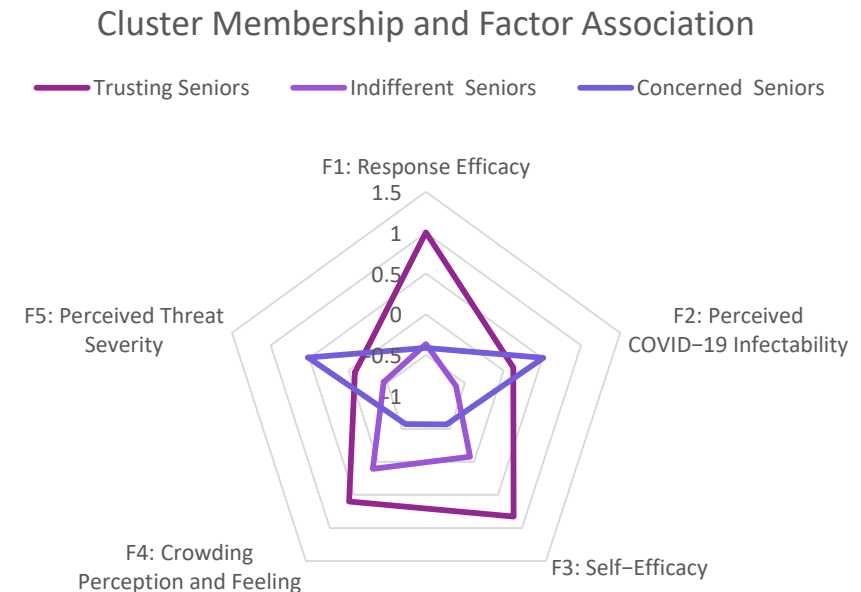 Cluster Membership and Factor Association
Trusting Seniors
Indifferent Seniors
Concerned Seniors
F1: Response Efficacy
1.5
1
0.5
0
−0.5
-1
F2: Perceived
COVID−19 Infectability
F5: Perceived Threat
Severity
F4: Crowding
Perception and Feeling
F3: Self−Efficacy